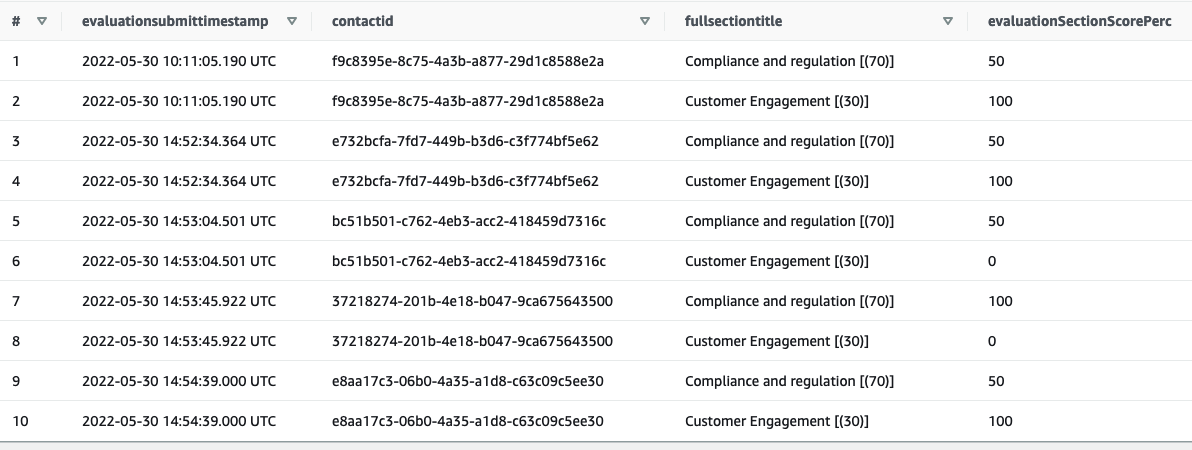 # evaluationsubmittimestamp contactid fullsectiontitle evaluationSectionScorePerc
1 2022-05-30 10:11:05.190 UTC f9c8395e-8c75-4a3b-a877-29d1c8588e2a Compliance and regulation [(70)] 50
2 2022-05-30 10:11:05.190 UTC f9c8395e-8c75-4a3b-a877-29d1c8588e2a Customer Engagement [(30)] 100
3 2022-05-30 14:52:34.364 UTC e732bcfa-7fd7-449b-b3d6-c3f774bf5e62 Compliance and regulation [(70)] 50
4 2022-05-30 14:52:34.364 UTC e732bcfa-7fd7-449b-b3d6-c3f774bf5e62 Customer Engagement [(30)] 100
5 2022-05-30 14:53:04.501 UTC bc51b501-c762-4eb3-acc2-418459d7316c Compliance and regulation [(70)] 50
6 2022-05-30 14:53:04.501 UTC bc51b501-c762-4eb3-acc2-418459d7316c Customer Engagement [(30)] 0
7 2022-05-30 14:53:45.922 UTC 37218274-201b-4e18-b047-9ca675643500 Compliance and regulation [(70)] 100
8 2022-05-30 14:53:45.922 UTC 37218274-201b-4e18-b047-9ca675643500 Customer Engagement [(30)] 0
9 2022-05-30 14:54:39.000 UTC e8aa17c3-06b0-4a35-a1d8-c63c09c5ee30 Compliance and regulation [(70)] 50
10 2022-05-30 14:54:39.000 UTC e8aa17c3-06b0-4a35-a1d8-c63c09c5ee30 Customer Engagement [(30)] 100